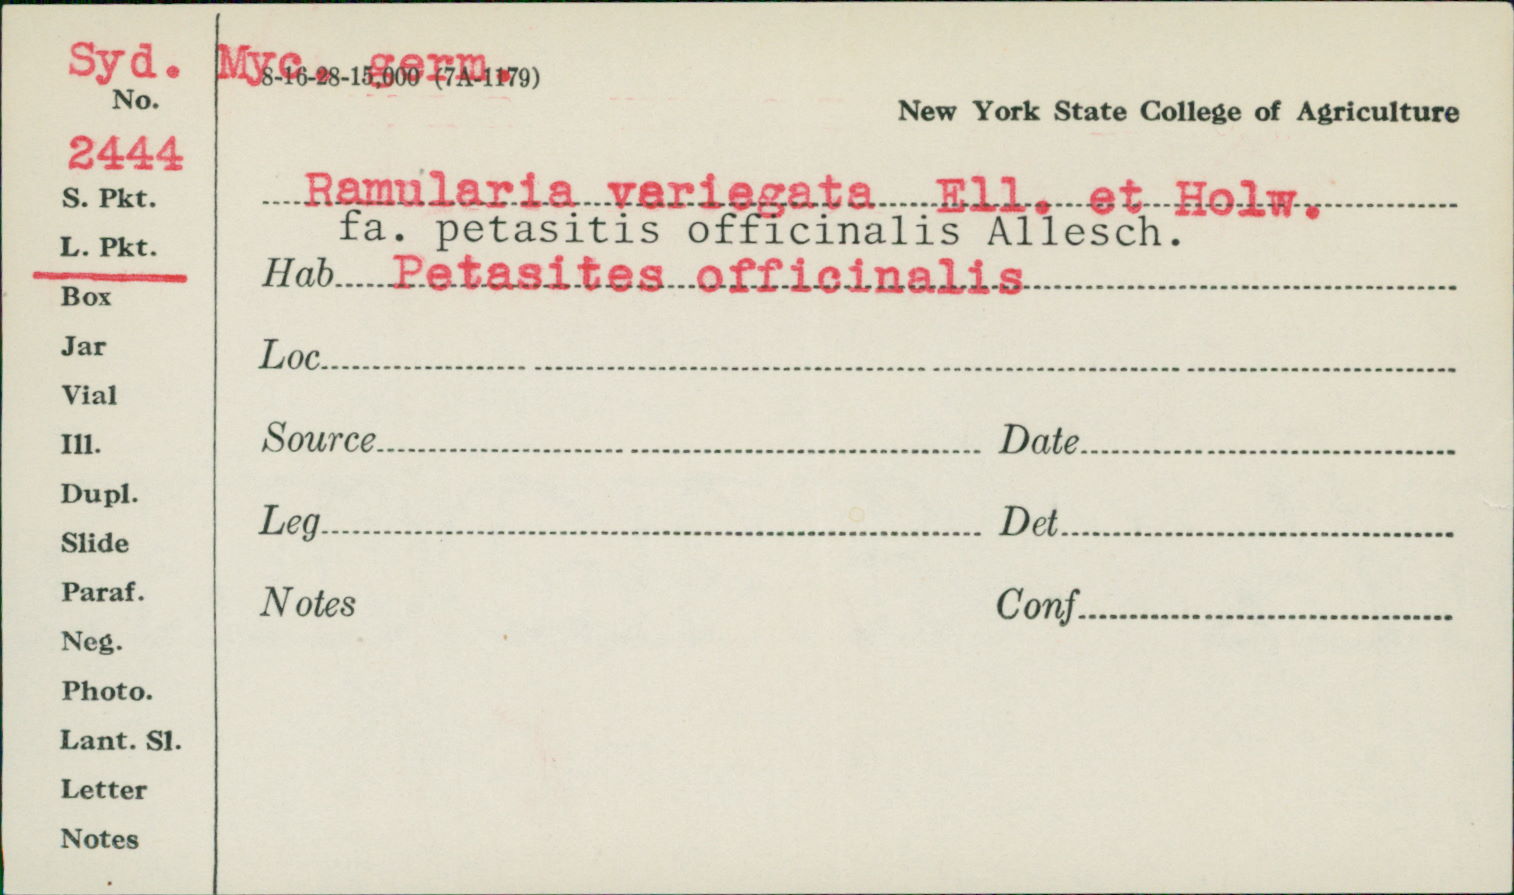 Syd. Myc. germ.
8-16-28-15,000 (7A-1179)
No.
New York State College of Agriculture
2444
S. Pkt.
Ramularia variegata Ell. et Holw.
fa. petasitis officinalis Allesch.
L. Pkt.
Hab. Petasites officinalis
Box
Jar
Loc.
Vial
Ill.
Source
Date
Dupl.
Leg.
Det.
Slide
Paraf.
Notes
Conf.
Neg.
Photo.
Lant. Sl.
Letter
Notes